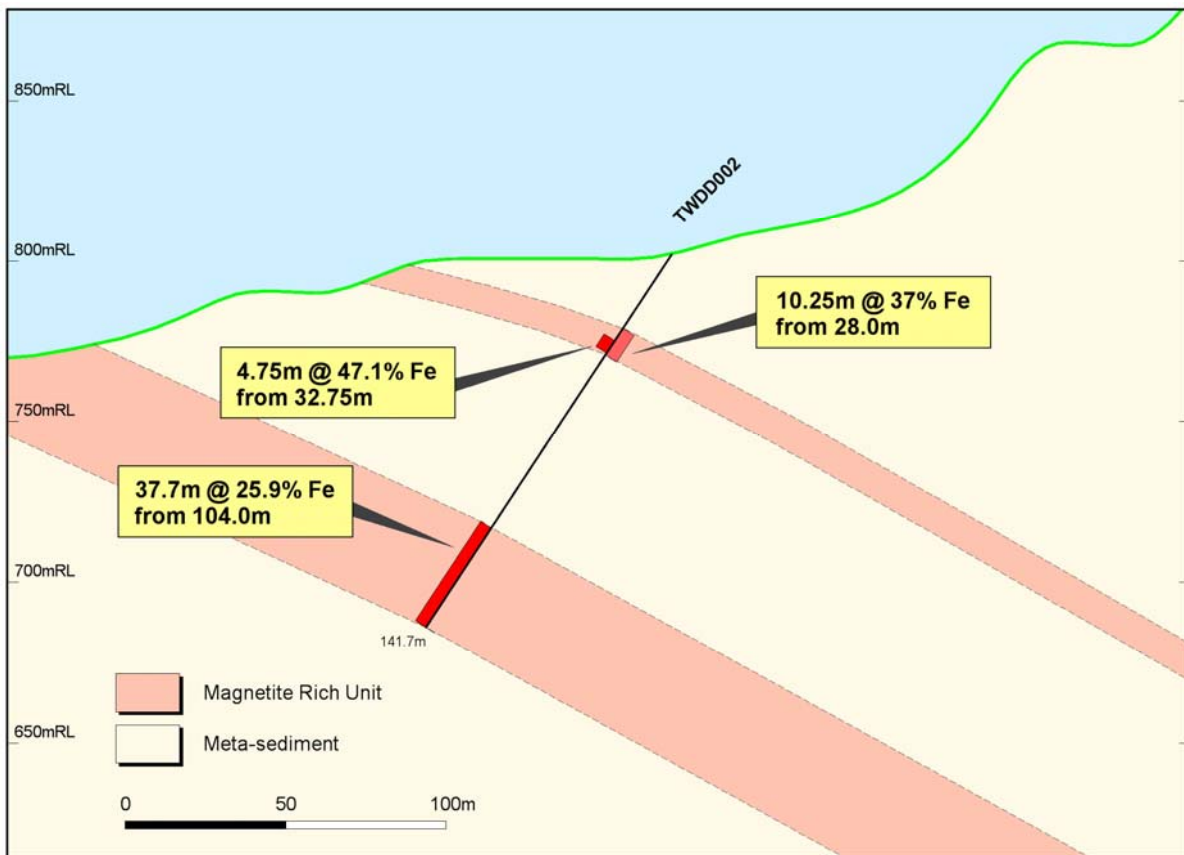 850mRL
TWDD002
800mRL
10.25m @ 37% Fe
from 28.0m
4.75m @ 47.1% Fe
from 32.75m
750mRL
37.7m @ 25.9% Fe
from 104.0m
700mRL
141.7m
Magnetite Rich Unit
650mRL
Meta-sediment
0 50 100m